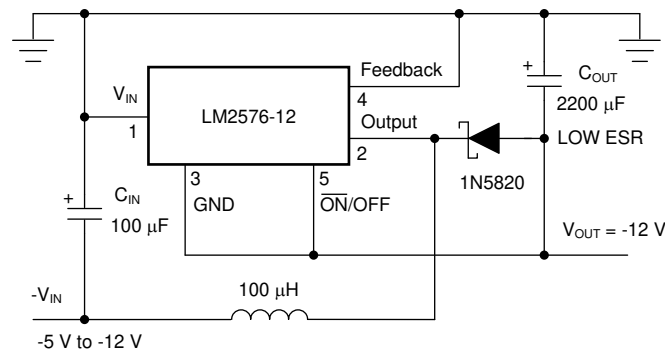 Feedback
+
C_OUT
V_IN
LM2576-12
4
2200 μF
1
Output
2
LOW ESR
3
5
1N5820
+
C_IN
GND
ON/OFF
100 μF
V_OUT = -12 V
100 μH
-V_IN
-5 V to -12 V